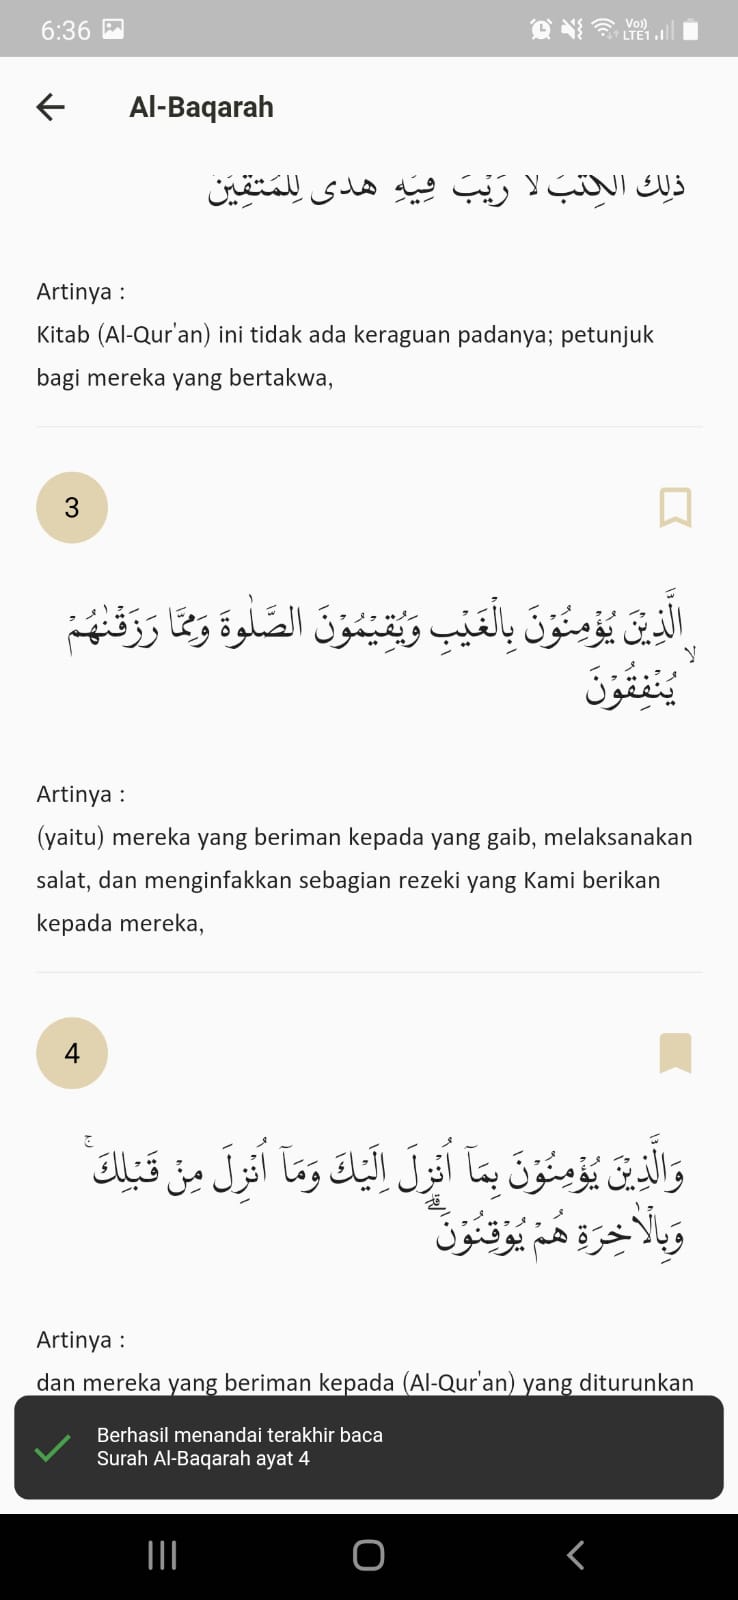 6:36
Vo))
LTE1
Al-Baqarah
ذٰلِكَ الْكِتٰبُ لَا رَيْبَ فِيْهِ هُدًى لِّلْمُتَّقِيْنَ
Artinya :
Kitab (Al-Qur'an) ini tidak ada keraguan padanya; petunjuk
bagi mereka yang bertakwa,
3
الَّذِيْنَ يُؤْمِنُوْنَ بِالْغَيْبِ وَيُقِيْمُوْنَ الصَّلٰوةَ وَمِمَّا رَزَقْنٰهُمْ
يُنْفِقُوْنَ ۙ
Artinya :
(yaitu) mereka yang beriman kepada yang gaib, melaksanakan
salat, dan menginfakkan sebagian rezeki yang Kami berikan
kepada mereka,
4
وَالَّذِيْنَ يُؤْمِنُوْنَ بِمَآ اُنْزِلَ اِلَيْكَ وَمَآ اُنْزِلَ مِنْ قَبْلِكَ ۚ
وَبِالْاٰخِرَةِ هُمْ يُوْقِنُوْنَۗ
Artinya :
dan mereka yang beriman kepada (Al-Qur'an) yang diturunkan
Berhasil menandai terakhir baca
Surah Al-Baqarah ayat 4